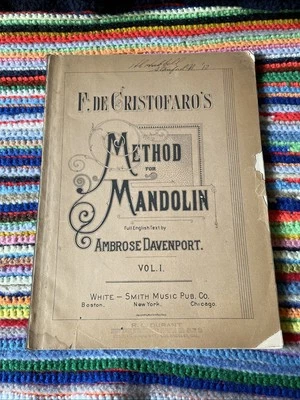 F. DE CRISTOFARO'S
METHOD
FOR
MANDOLIN
Full English Text by
AMBROSE DAVENPORT.
VOL. I.
WHITE – SMITH MUSIC PUB. CO.
Boston. New York. Chicago.